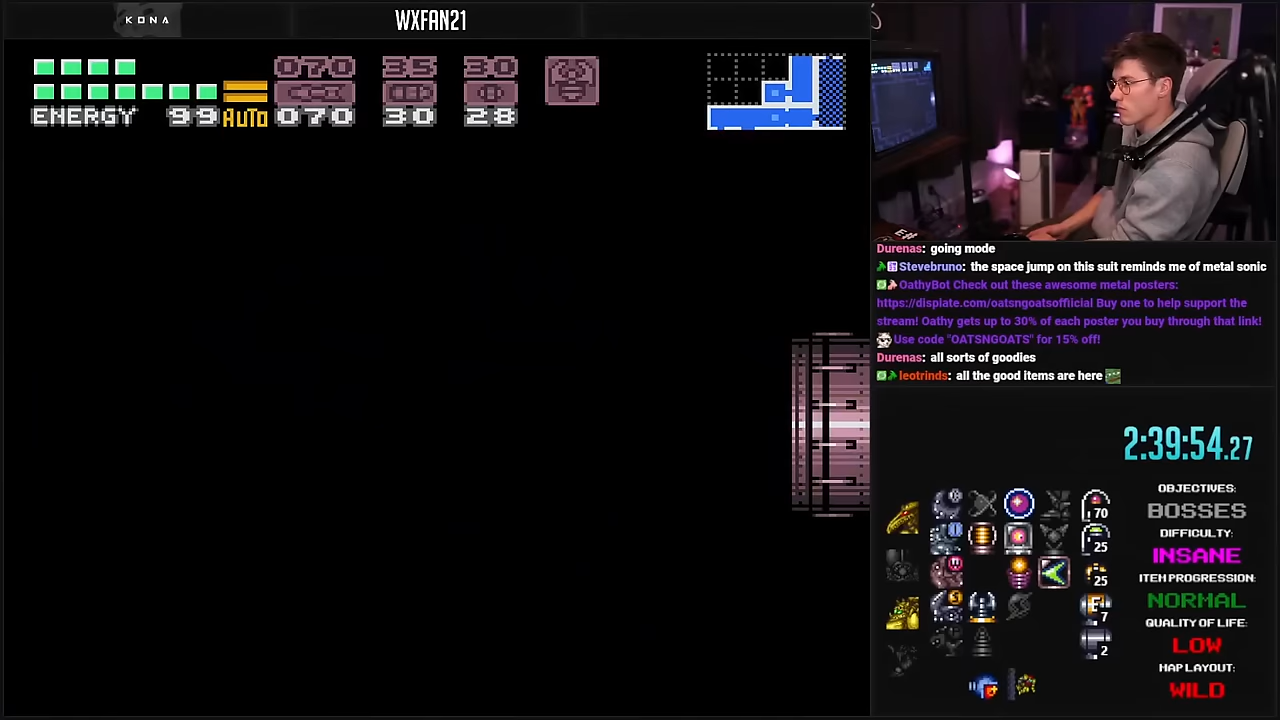 KONA
WXFAN21
070 35 30
ENERGY 99 AUTO 070 30 28
Durenas: going mode
Stevebruno: the space jump on this suit reminds me of metal sonic
OathyBot Check out these awesome metal posters:
https://displate.com/oatsngoatsoffiicial Buy one to help support the
stream! Oathy gets up to 30% of each poster you buy through that link!
Use code "OATSNGOATS" for 15% off!
Durenas: all sorts of goodies
leotrinds: all the good items are here
2:39:54.27
OBJECTIVES:
BOSSES
DIFFICULTY:
INSANE
ITEM PROGRESSION:
NORMAL
QUALITY OF LIFE:
LOW
MAP LAYOUT:
WILD
70
25
25
7
2